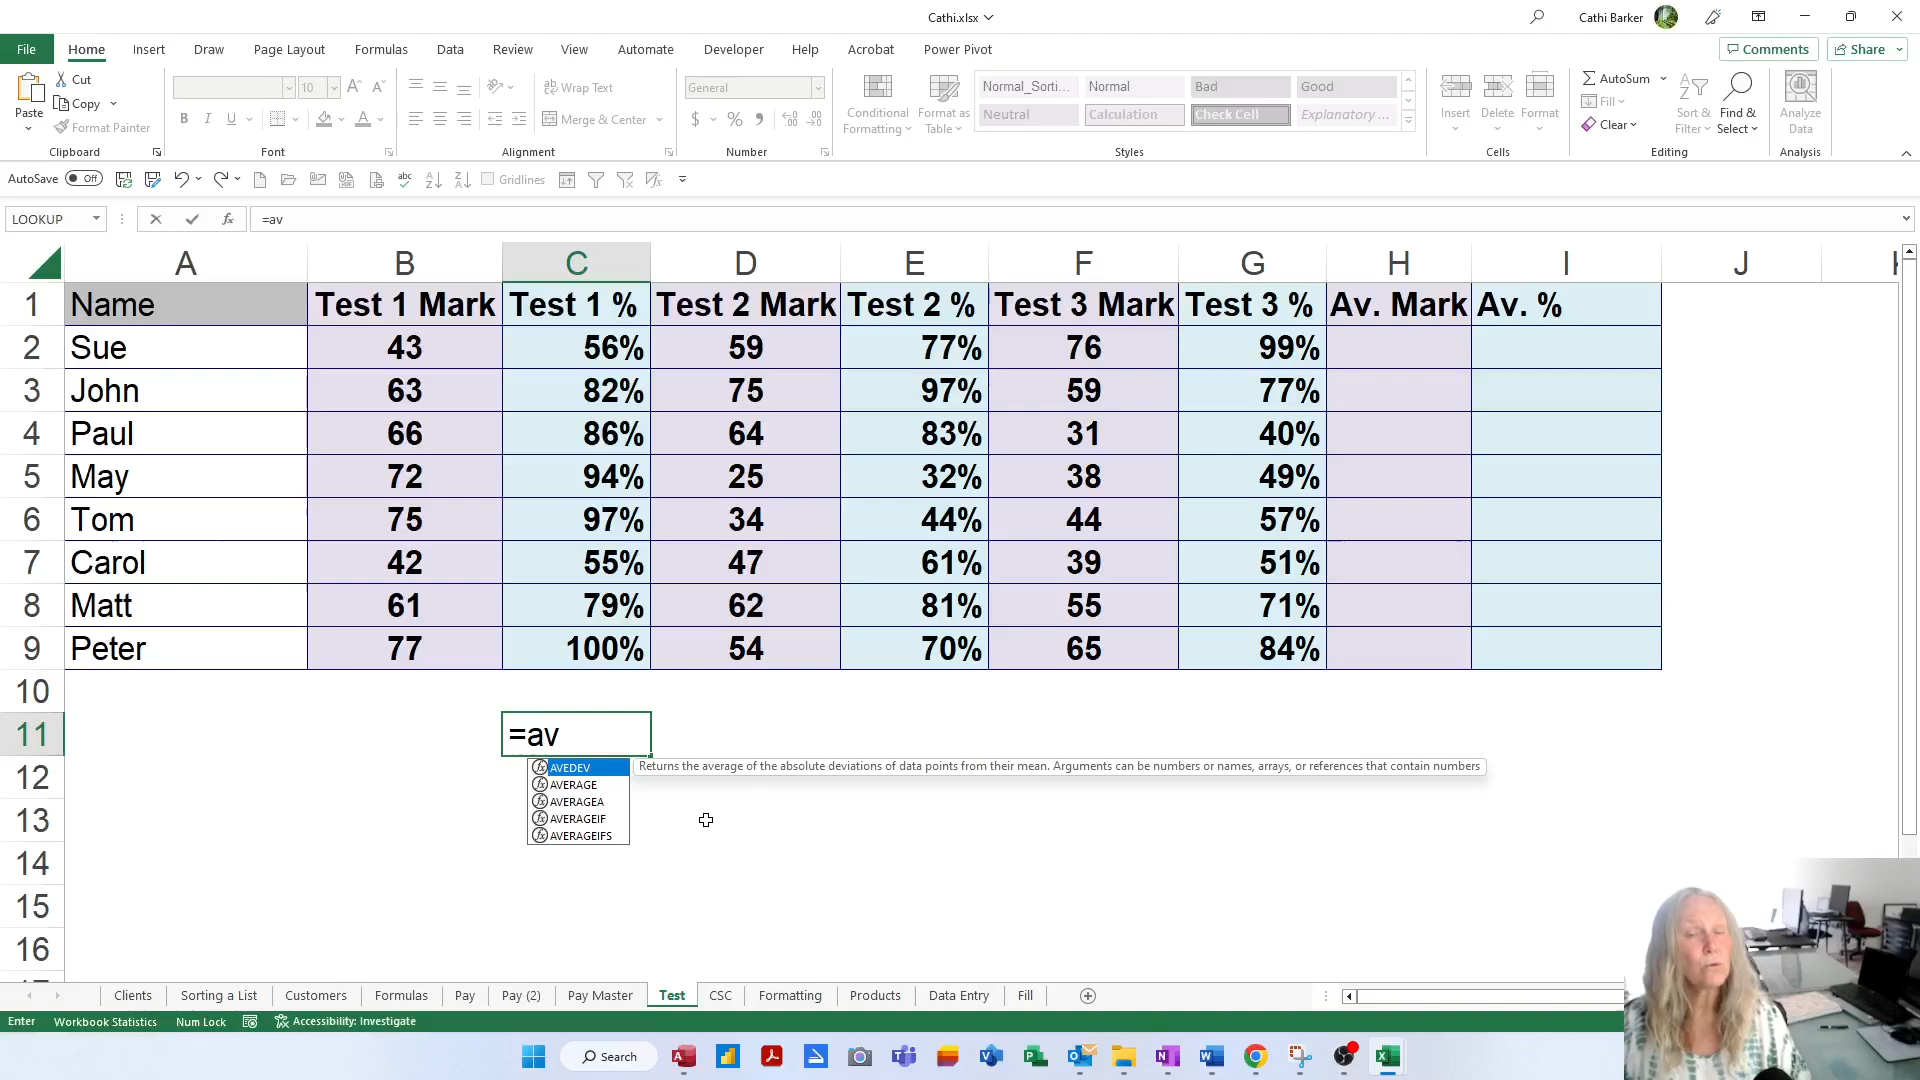 Cathi.xlsx
Cathi Barker
File Home Insert Draw Page Layout Formulas Data Review View Automate Developer Help Acrobat Power Pivot
Comments Share
Paste
Cut
Copy
Format Painter
Clipboard
10
Font
Wrap Text
Merge & Center
Alignment
General
Number
Conditional Formatting
Format as Table
Normal_Sorti... Normal Bad Good
Neutral Calculation Check Cell Explanatory ...
Styles
Insert Delete Format
Cells
AutoSum
Fill
Clear
Sort & Filter
Find & Select
Editing
Analyze Data
Analysis
AutoSave Off
Gridlines
LOOKUP =av
A B C D E F G H I J
1 Name Test 1 Mark Test 1 % Test 2 Mark Test 2 % Test 3 Mark Test 3 % Av. Mark Av. %
2 Sue 43 56% 59 77% 76 99%
3 John 63 82% 75 97% 59 77%
4 Paul 66 86% 64 83% 31 40%
5 May 72 94% 25 32% 38 49%
6 Tom 75 97% 34 44% 44 57%
7 Carol 42 55% 47 61% 39 51%
8 Matt 61 79% 62 81% 55 71%
9 Peter 77 100% 54 70% 65 84%
10
11 =av
AVEDEV Returns the average of the absolute deviations of data points from their mean. Arguments can be numbers or names, arrays, or references that contain numbers
AVERAGE
AVERAGEA
AVERAGEIF
AVERAGEIFS
12
13
14
15
16
Clients Sorting a List Customers Formulas Pay Pay (2) Pay Master Test CSC Formatting Products Data Entry Fill
Enter Workbook Statistics Num Lock Accessibility: Investigate
Search